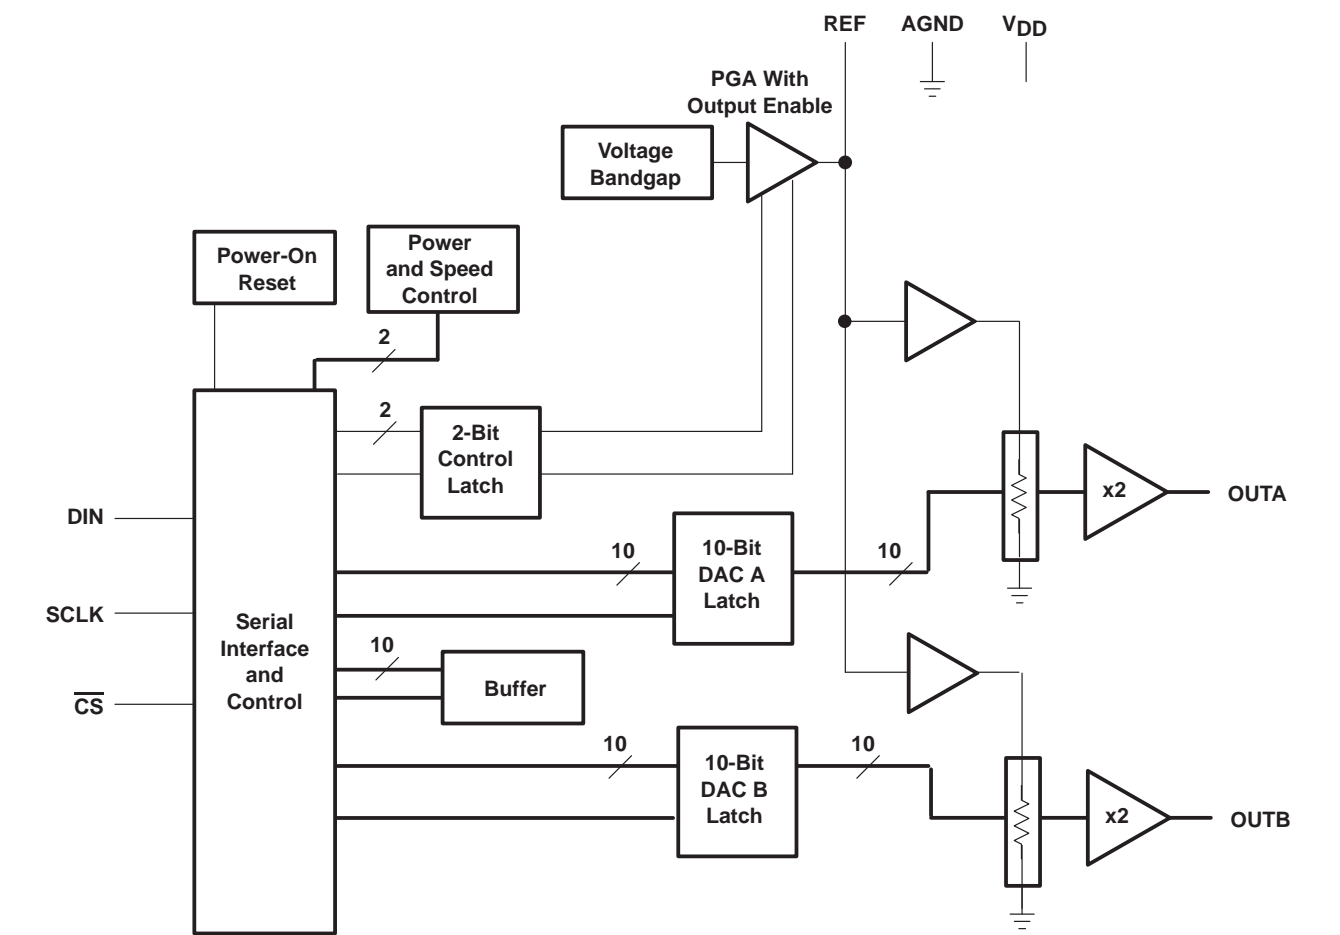 REF AGND VDD
PGA With
Output Enable
Voltage
Bandgap
Power-On
Reset
Power
and Speed
Control
2
2
2-Bit
Control
Latch
x2
OUTA
DIN
10
10-Bit
DAC A
Latch
10
SCLK
Serial
Interface
and
Control
10
Buffer
CS
10
10-Bit
DAC B
Latch
10
x2
OUTB